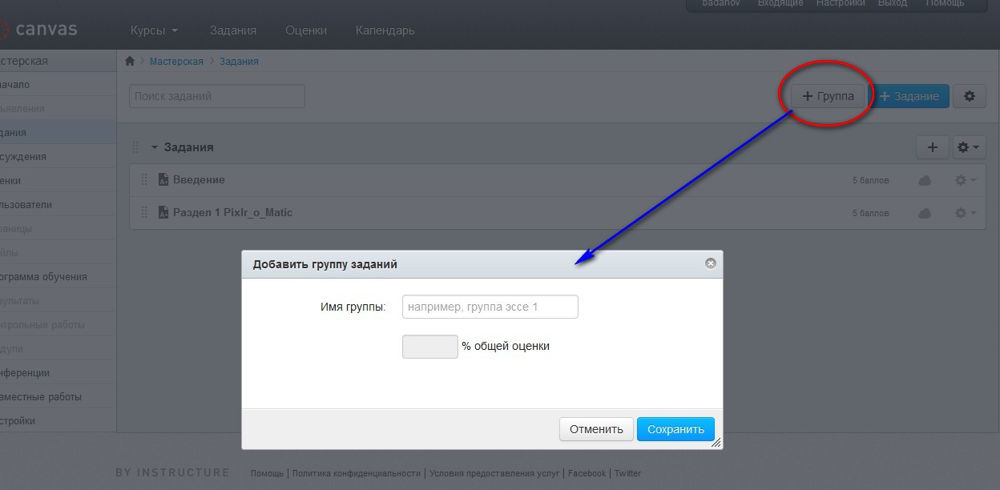 badanov Входящие Настройки Выход Помощь
canvas Курсы Задания Оценки Календарь
стерская
Мастерская Задания
Поиск заданий
+ Группа + Задание
ачало
ъявления
дания
суждения
енки
льзователи
аницы
йлы
ограмма обучения
зультаты
нтрольные работы
дули
нференции
вместные работы
стройки
Задания
Введение 5 баллов
Раздел 1 Pixlr_o_Matic 5 баллов
Добавить группу заданий
Имя группы: например, группа эссе 1
% общей оценки
Отменить Сохранить
BY INSTRUCTURE Помощь | Политика конфиденциальности | Условия предоставления услуг | Facebook | Twitter